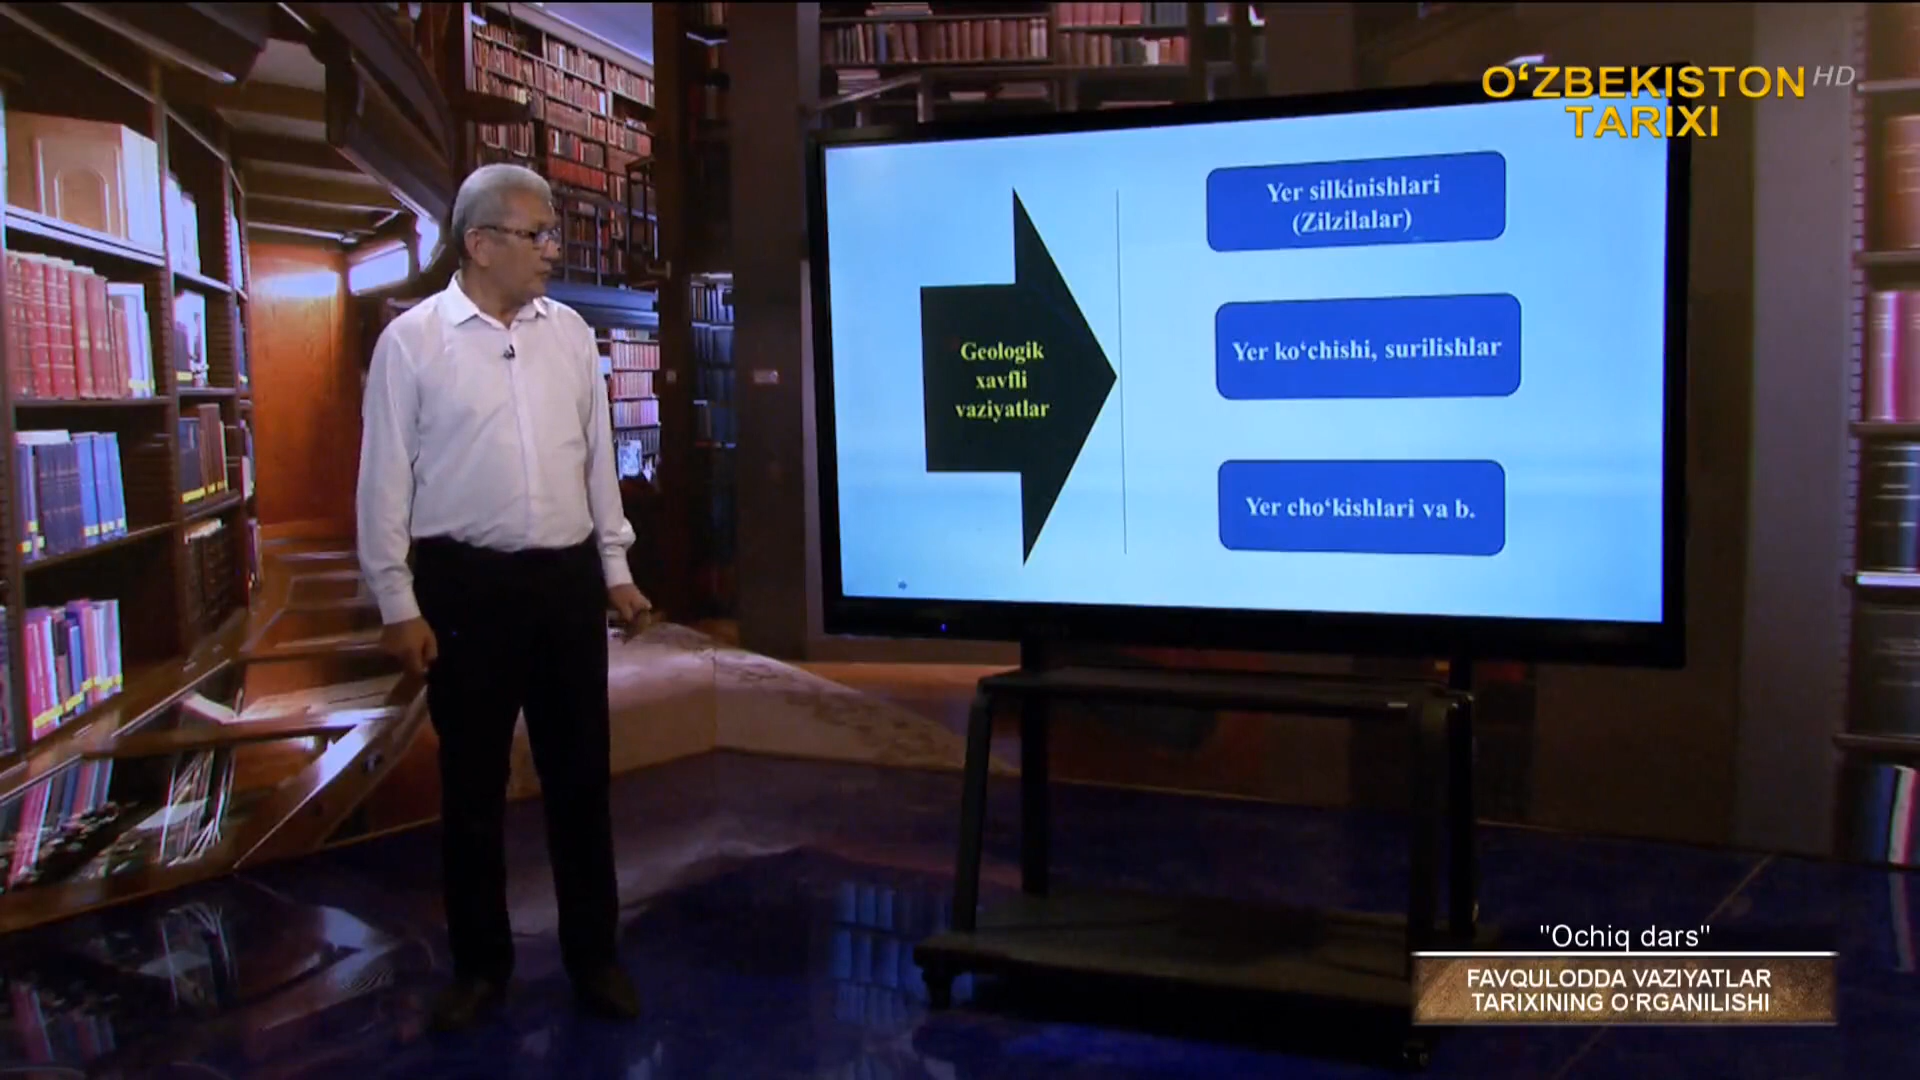 O‘ZBEKISTON HD
TARIXI
Geologik
xavfli
vaziyatlar
Yer silkinishlari
(Zilzilalar)
Yer ko‘chishi, surilishlar
Yer cho‘kishlari va b.
"Ochiq dars"
FAVQULODDA VAZIYATLAR
TARIXINING O‘RGANILISHI